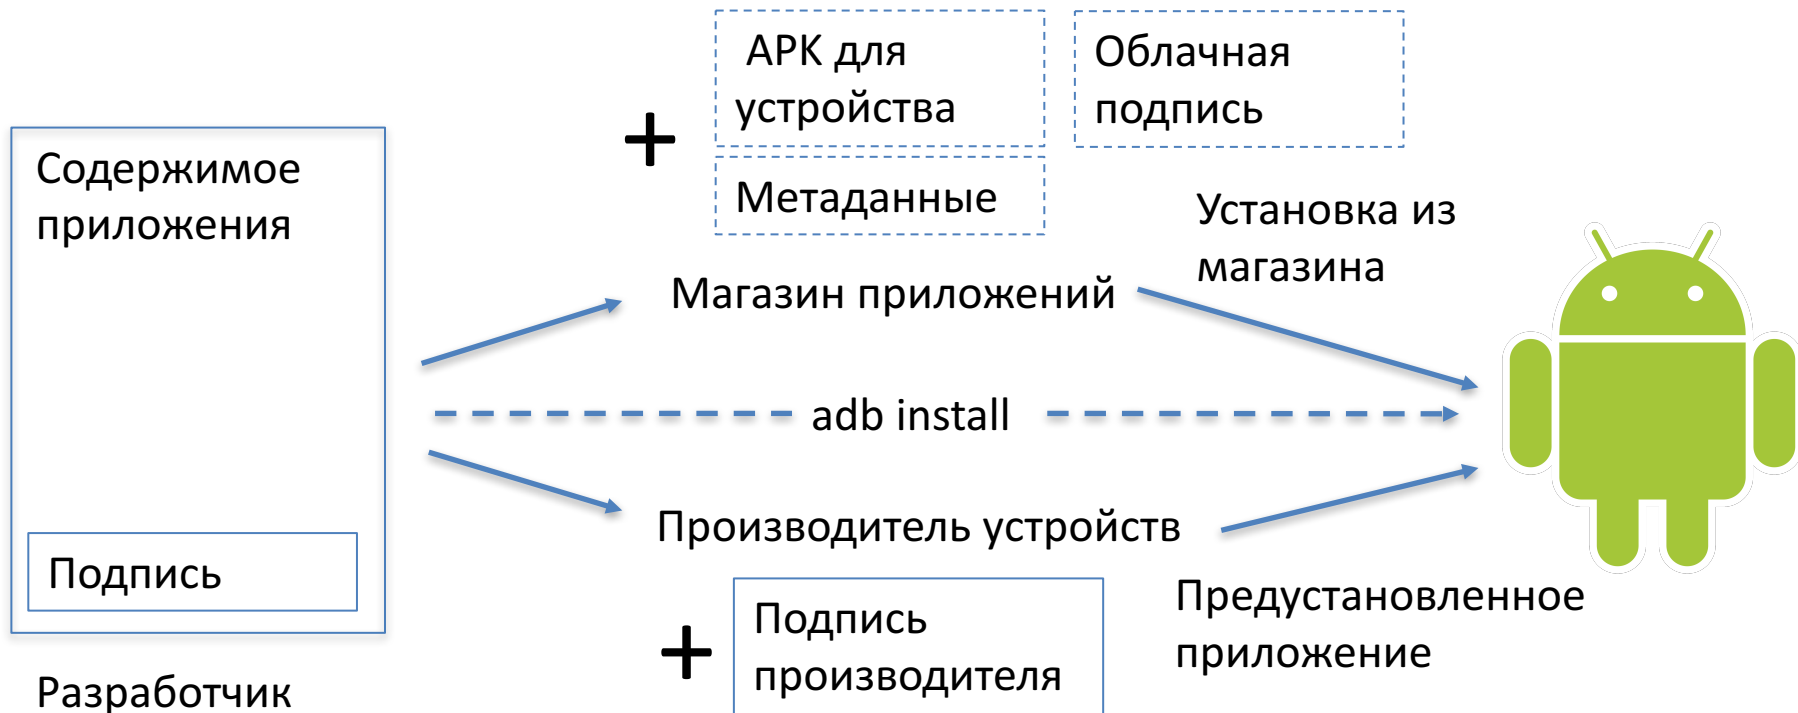 Содержимое
приложения
Подпись
Разработчик
+
APK для
устройства
Облачная
подпись
Метаданные
Магазин приложений
Установка из
магазина
adb install
Производитель устройств
+
Подпись
производителя
Предустановленное
приложение